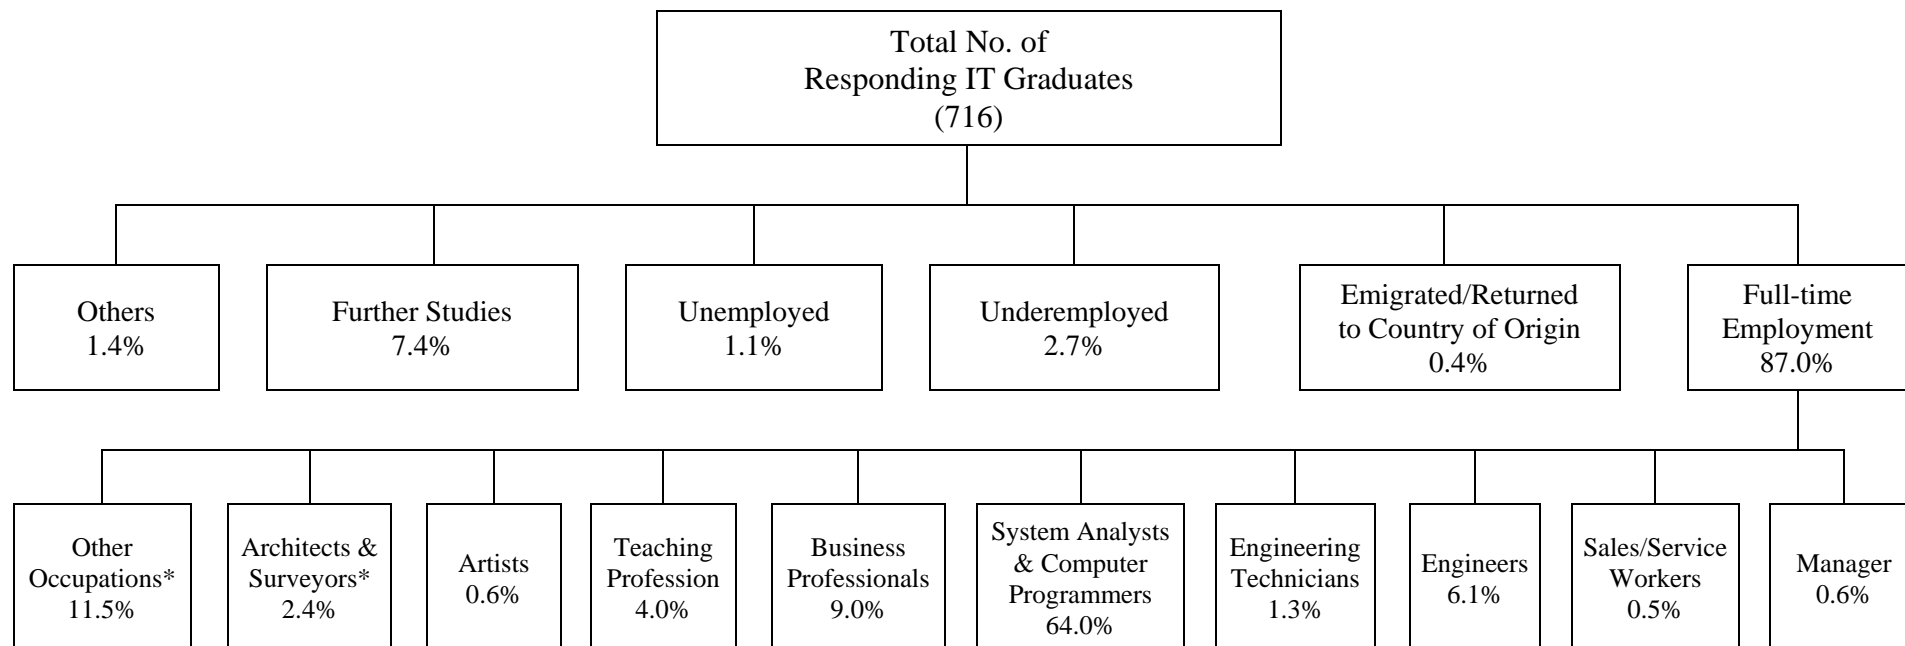 Total No. of
Responding IT Graduates
(716)
Others
1.4%
Further Studies
7.4%
Unemployed
1.1%
Underemployed
2.7%
Emigrated/Returned
to Country of Origin
0.4%
Full-time
Employment
87.0%
Other
Occupations*
11.5%
Architects &
Surveyors*
2.4%
Artists
0.6%
Teaching
Profession
4.0%
Business
Professionals
9.0%
System Analysts
& Computer
Programmers
64.0%
Engineering
Technicians
1.3%
Engineers
6.1%
Sales/Service
Workers
0.5%
Manager
0.6%